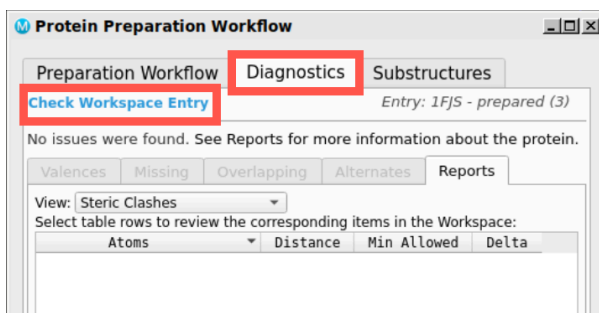 Protein Preparation Workflow
Preparation Workflow Diagnostics Substructures
Check Workspace Entry Entry: 1FJS - prepared (3)
No issues were found. See Reports for more information about the protein.
Valences Missing Overlapping Alternates Reports
View: Steric Clashes
Select table rows to review the corresponding items in the Workspace:
Atoms Distance Min Allowed Delta